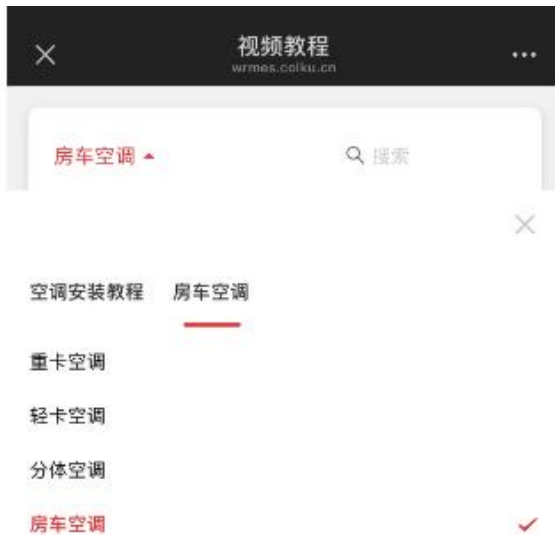 视频教程
wrmes.colku.cn
房车空调 搜索
空调安装教程 房车空调
重卡空调
轻卡空调
分体空调
房车空调